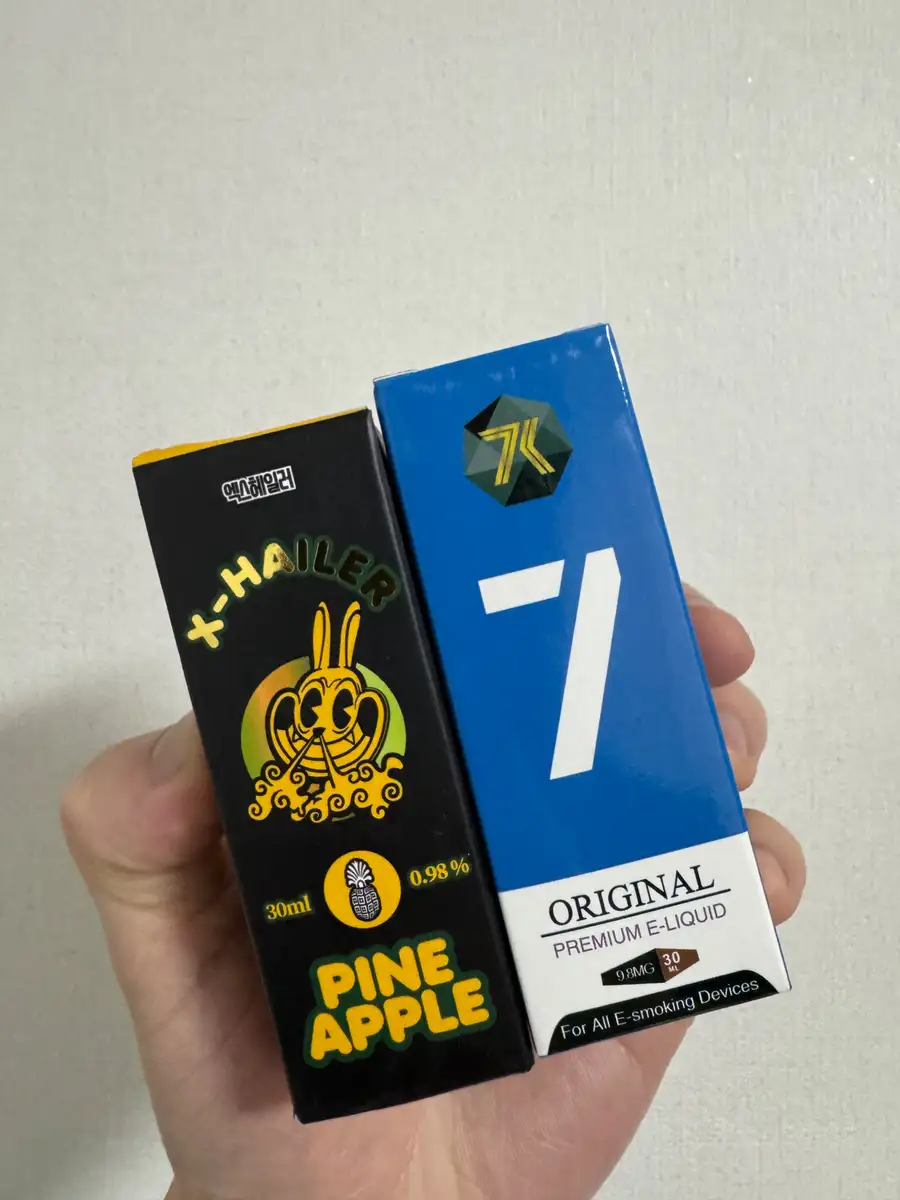 엑스헤일러
X-HAILER
30ml
0.98 %
PINE
APPLE
7K
7
ORIGINAL
PREMIUM E-LIQUID
9.8MG
30
ML
For All E-smoking Devices